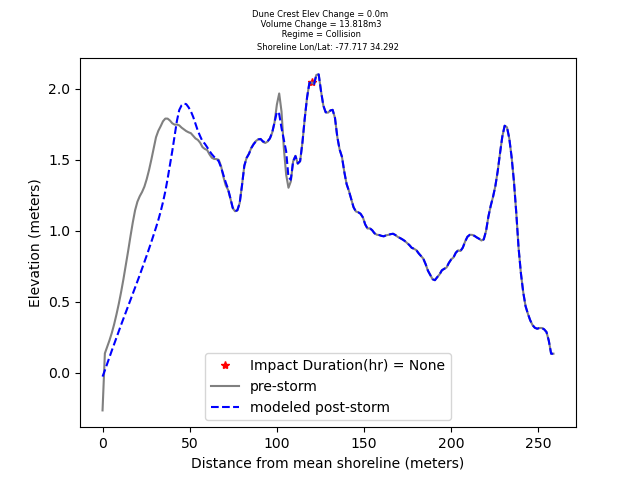 Dune Crest Elev Change = 0.0m
Volume Change = 13.818m3
Regime = Collision
Shoreline Lon/Lat: -77.717 34.292
2.0
1.5
1.0
0.5
0.0
Elevation (meters)
Impact Duration(hr) = None
pre-storm
modeled post-storm
0 50 100 150 200 250
Distance from mean shoreline (meters)